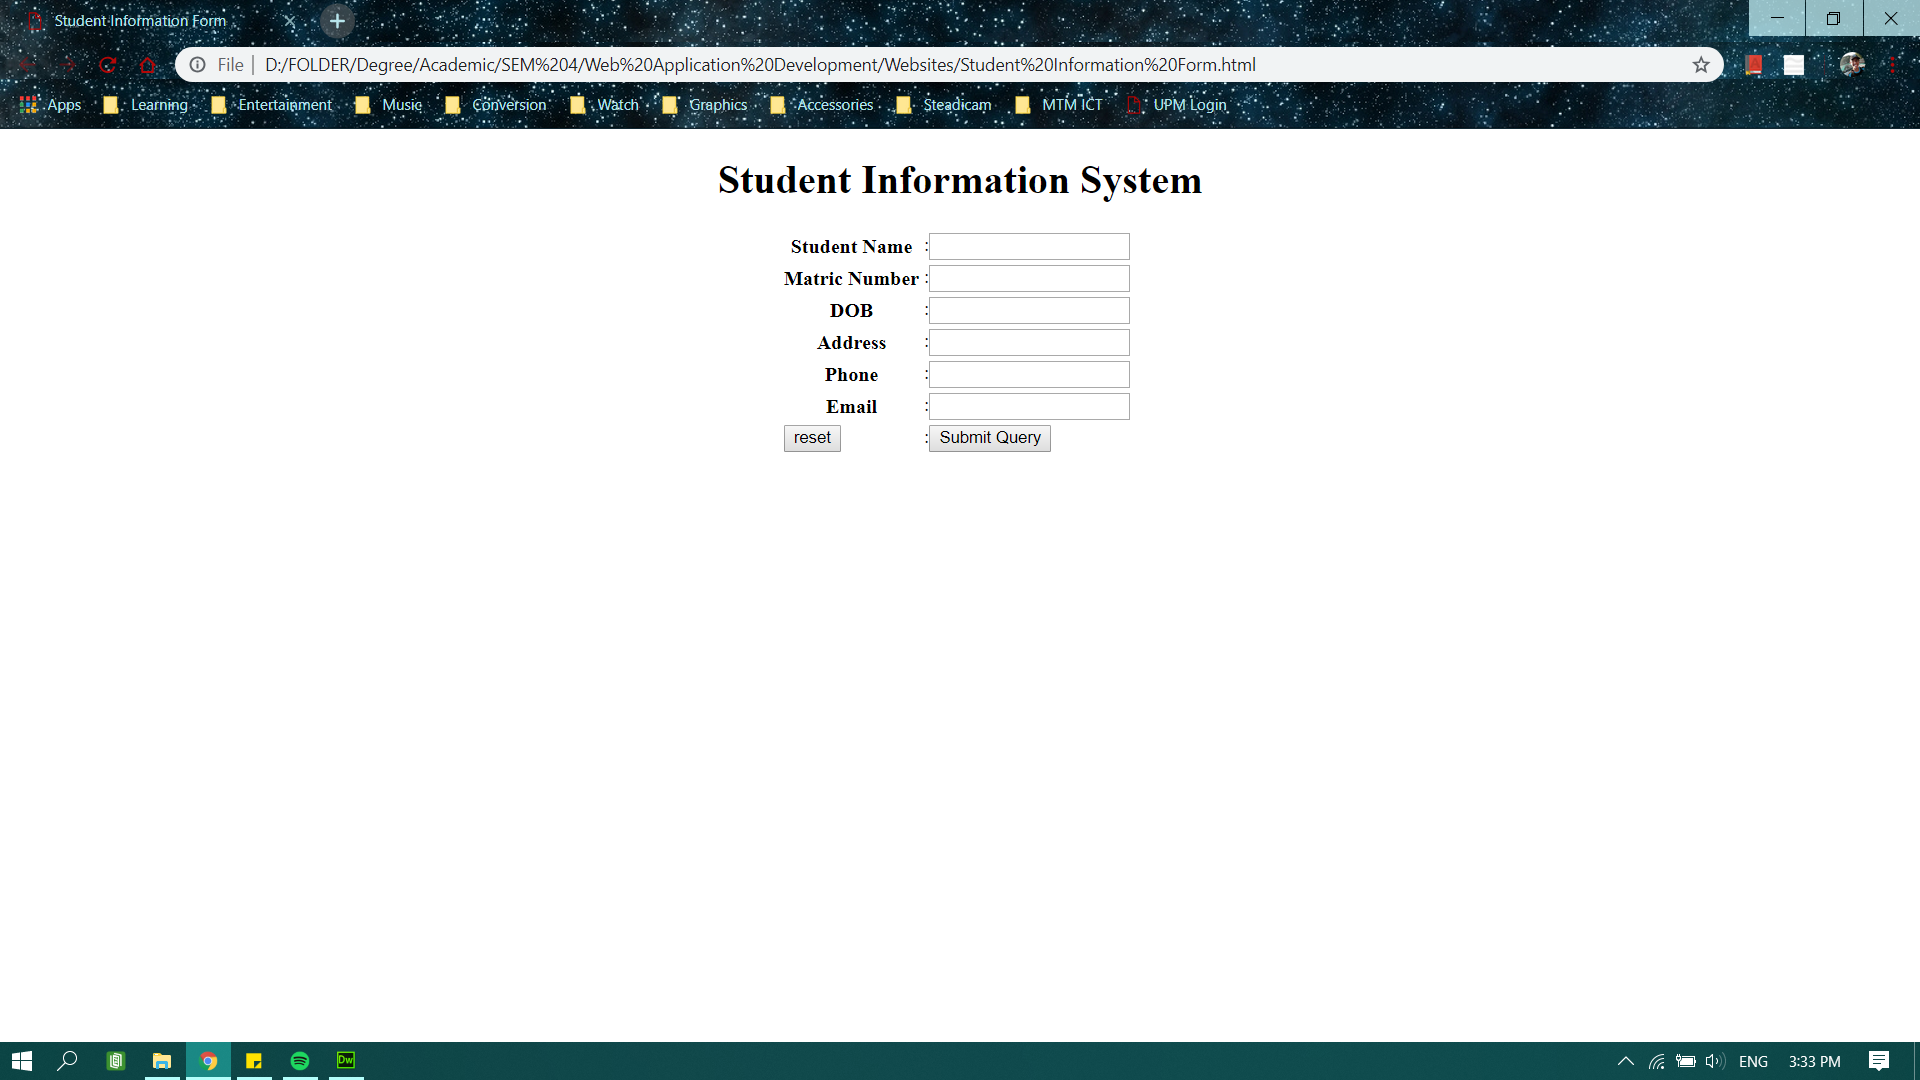 Student Information Form
File | D:/FOLDER/Degree/Academic/SEM%204/Web%20Application%20Development/Websites/Student%20Information%20Form.html
Apps Learning Entertainment Music Conversion Watch Graphics Accessories Steadicam MTM ICT UPM Login
Student Information System
Student Name :
Matric Number :
DOB :
Address :
Phone :
Email :
reset : Submit Query
Dw ENG 3:33 PM